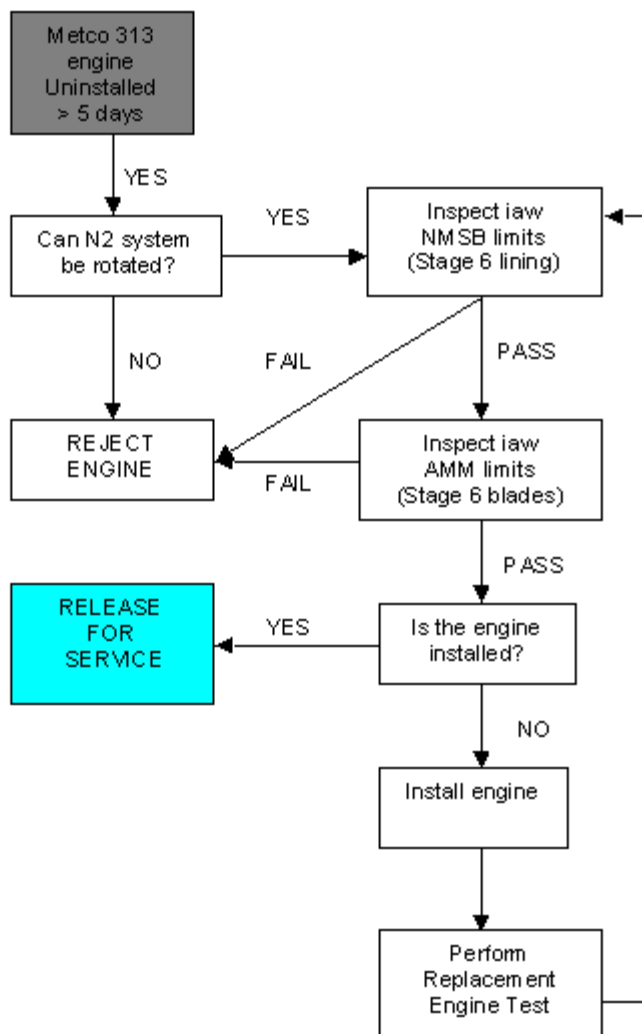 Metco 313
engine
Uninstalled
> 5 days
YES
Can N2 system
be rotated?
YES
Inspect iaw
NMSB limits
(Stage 6 lining)
NO
FAIL
PASS
REJECT
ENGINE
FAIL
Inspect iaw
AMM limits
(Stage 6 blades)
PASS
RELEASE
FOR
SERVICE
YES
Is the engine
installed?
NO
Install engine
Perform
Replacement
Engine Test